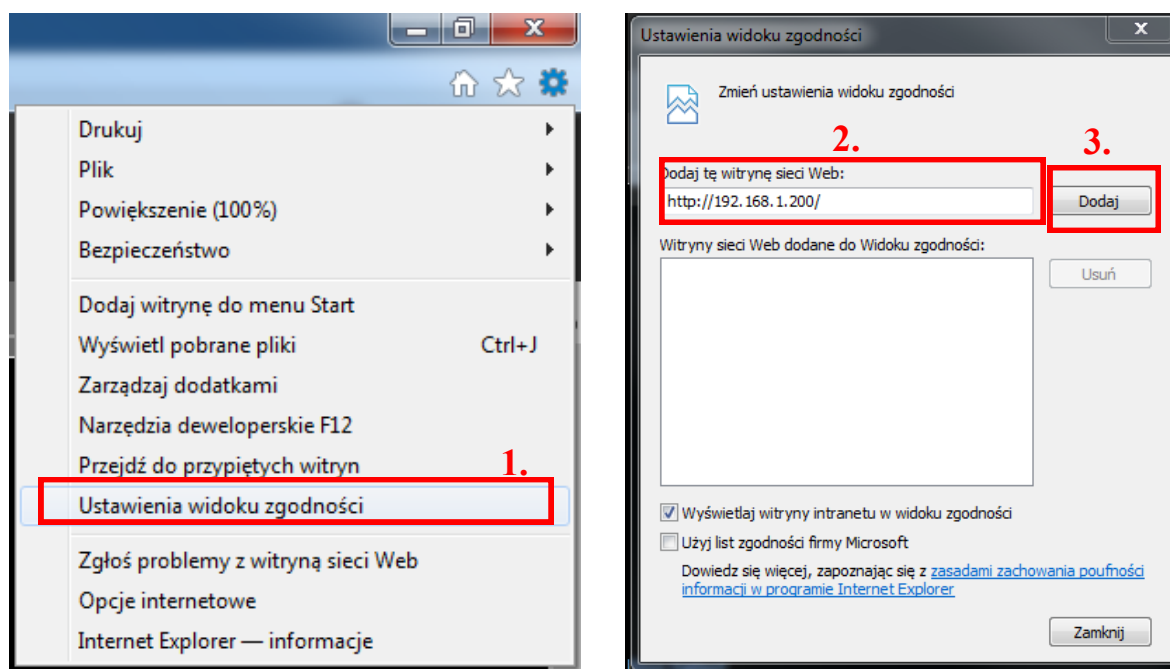 Drukuj
Plik
Powiększenie (100%)
Bezpieczeństwo
Dodaj witrynę do menu Start
Wyświetl pobrane pliki Ctrl+J
Zarządzaj dodatkami
Narzędzia deweloperskie F12
Przejdź do przypiętych witryn
1.
Ustawienia widoku zgodności
Zgłoś problemy z witryną sieci Web
Opcje internetowe
Internet Explorer — informacje
Ustawienia widoku zgodności
x
Zmień ustawienia widoku zgodności
2.
3.
Dodaj tę witrynę sieci Web:
http://192.168.1.200/
Dodaj
Witryny sieci Web dodane do Widoku zgodności:
Usuń
Wyświetlaj witryny intranetu w widoku zgodności
Użyj list zgodności firmy Microsoft
Dowiedz się więcej, zapoznając się z zasadami zachowania poufności
informacji w programie Internet Explorer
Zamknij